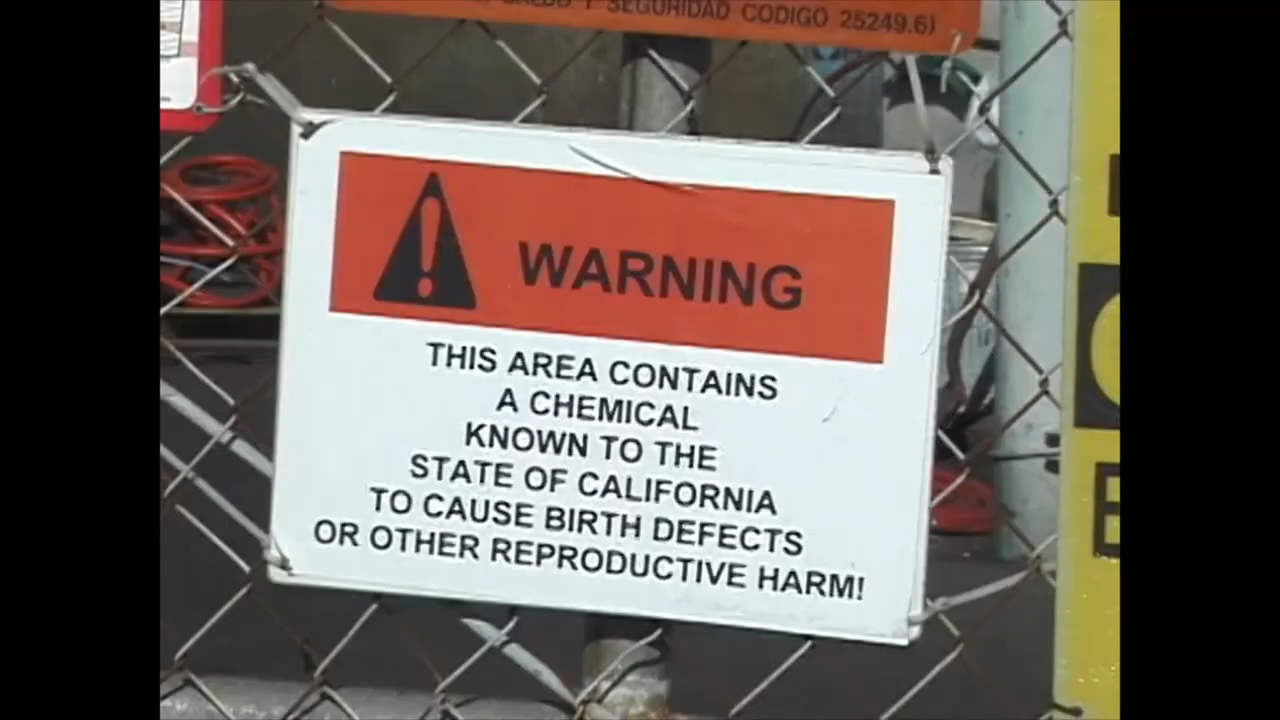 Y SEGURIDAD CODIGO 25249.6)
WARNING
THIS AREA CONTAINS
A CHEMICAL
KNOWN TO THE
STATE OF CALIFORNIA
TO CAUSE BIRTH DEFECTS
OR OTHER REPRODUCTIVE HARM!